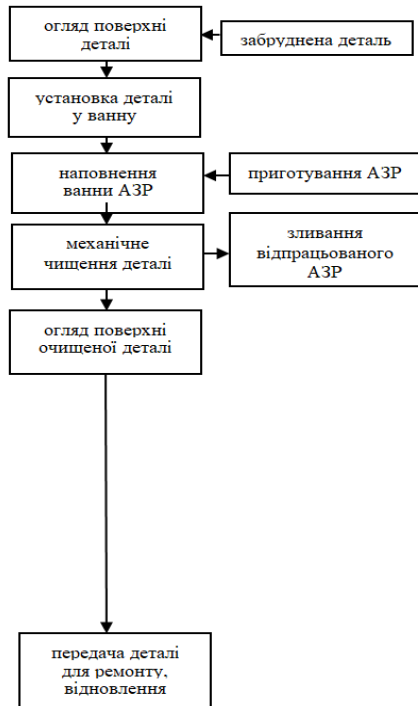 огляд поверхні
деталі
забруднена деталь
установка деталі
у ванну
наповнення
ванни АЗР
приготування АЗР
механічне
чищення деталі
зливання
відпрацьованого
АЗР
огляд поверхні
очищеної деталі
передача деталі
для ремонту,
відновлення